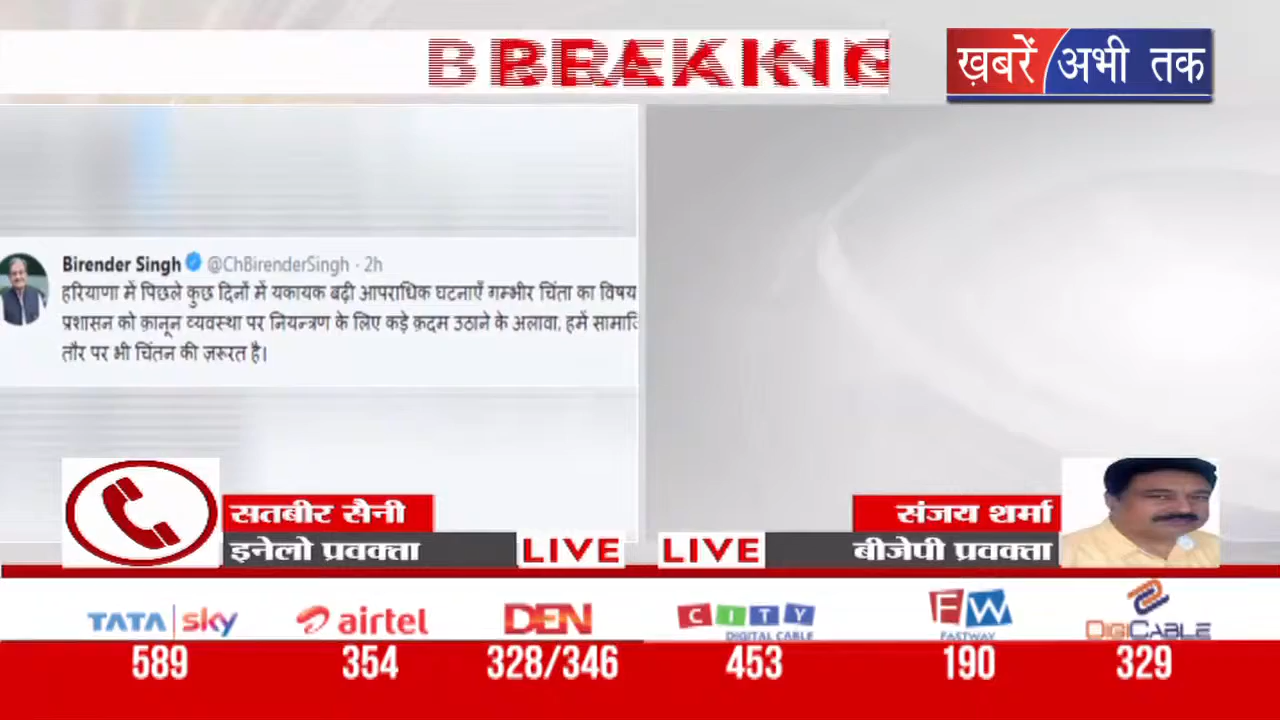 BREAKING
ख़बरें अभी तक
Birender Singh @ChBirenderSingh · 2h
हरियाणा में पिछले कुछ दिनों में यकायक बढ़ी आपराधिक घटनाएँ गम्भीर चिंता का विषय
प्रशासन को क़ानून व्यवस्था पर नियन्त्रण के लिए कड़े क़दम उठाने के अलावा, हमें
तौर पर भी चिंतन की ज़रूरत है।
सतबीर सैनी
इनेलो प्रवक्ता
LIVE
LIVE
संजय शर्मा
बीजेपी प्रवक्ता
TATA sky
airtel
DEN
CITY DIGITAL CABLE
FW FASTWAY
DIGICABLE
589
354
328/346
453
190
329